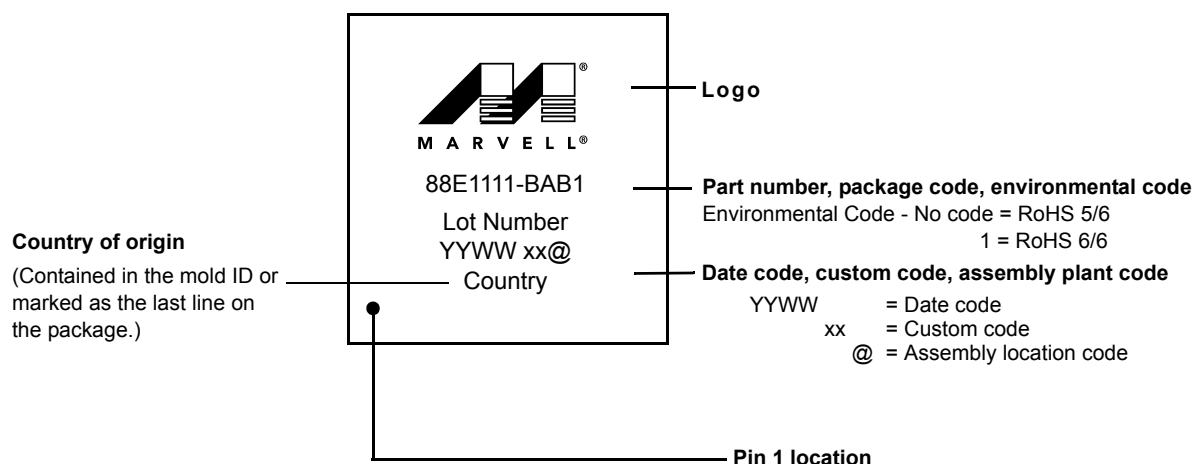 ®
MARVELL®
88E1111-BAB1
Lot Number
YYWW xx@
Country
Logo
Part number, package code, environmental code
Environmental Code - No code = RoHS 5/6
1 = RoHS 6/6
Date code, custom code, assembly plant code
YYWW = Date code
xx = Custom code
@ = Assembly location code
Country of origin
(Contained in the mold ID or
marked as the last line on
the package.)
Pin 1 location